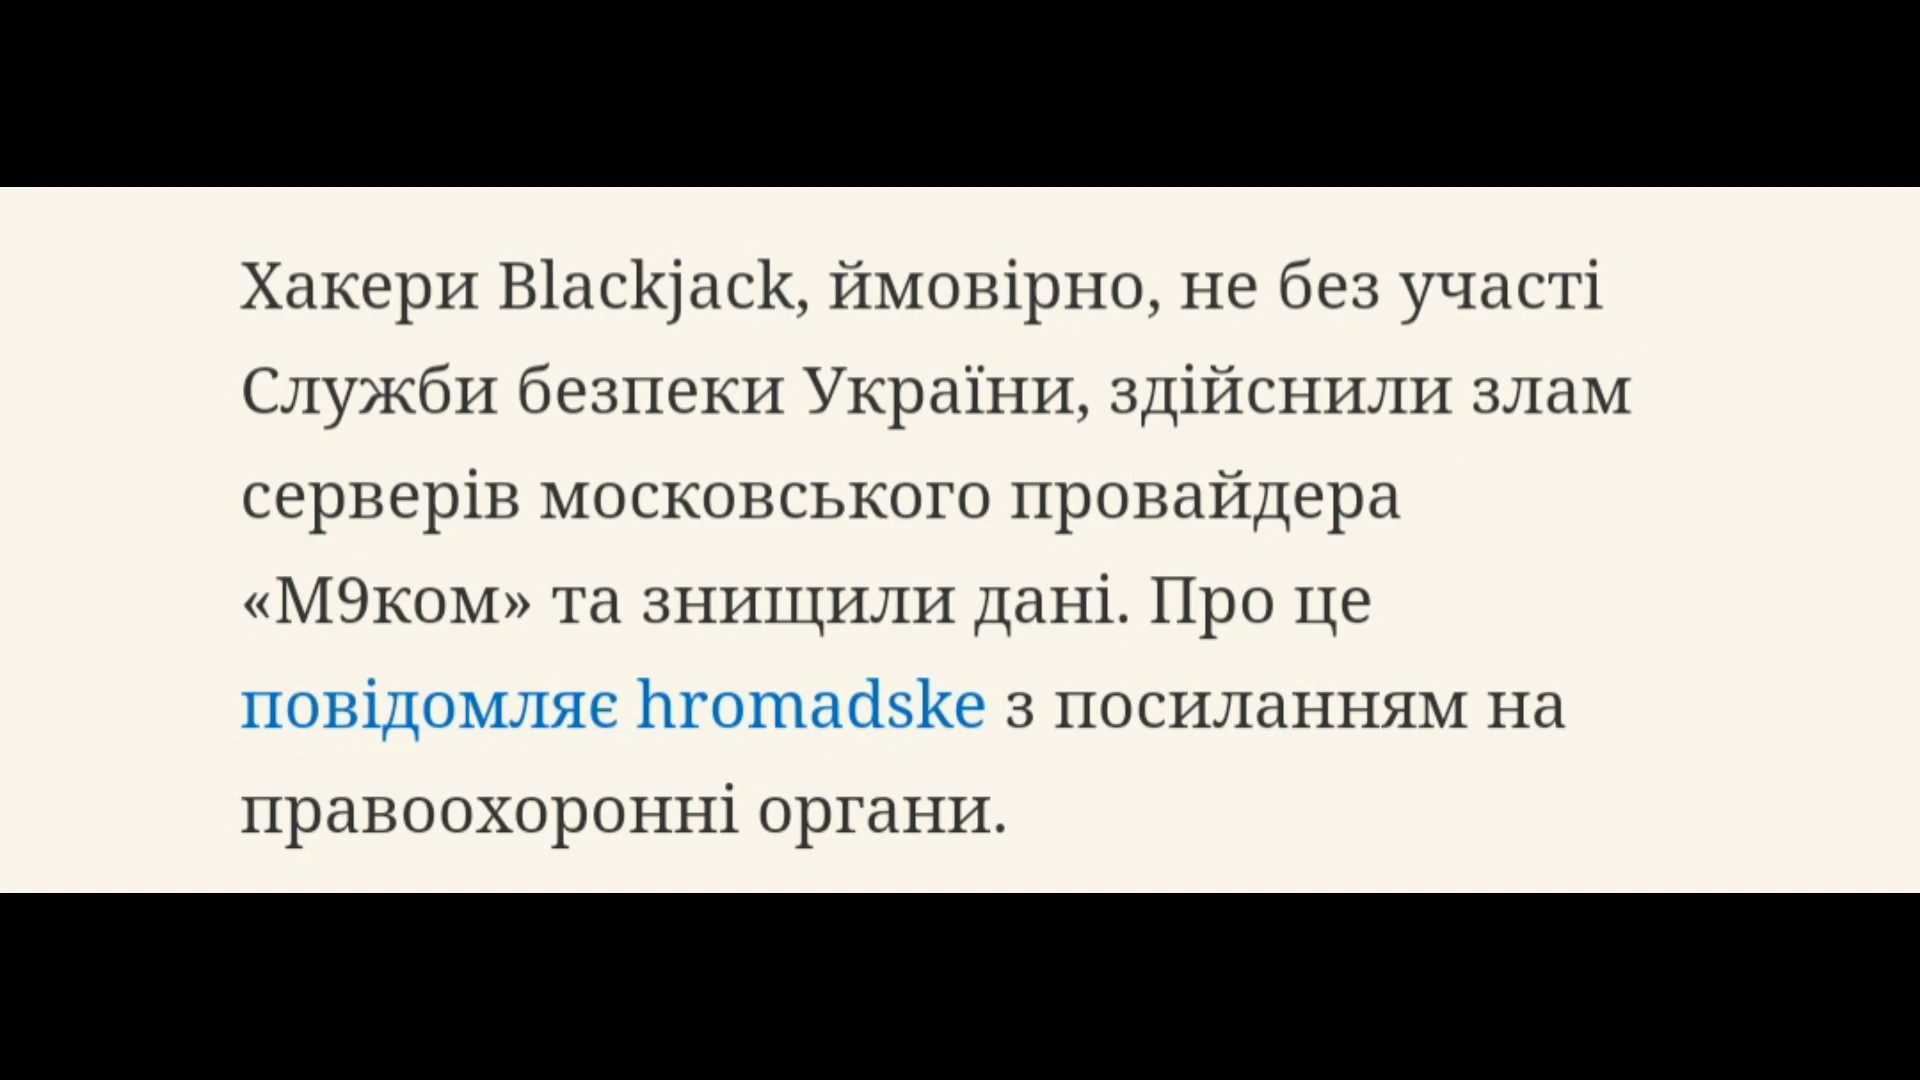 Хакери Blackjack, ймовірно, не без участі
Служби безпеки України, здійснили злам
серверів московського провайдера
«М9ком» та знищили дані. Про це
повідомляє hromadske з посиланням на
правоохоронні органи.